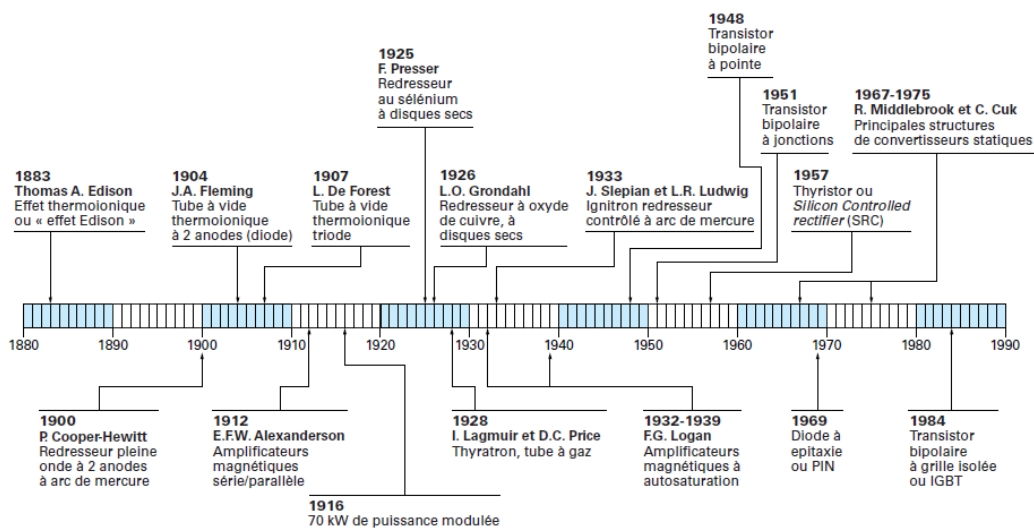 1948
Transistor
bipolaire
à pointe
1925
F. Presser
Redresseur
au sélénium
à disques secs
1951
Transistor
bipolaire
à jonctions
1967-1975
R. Middlebrook et C. Cuk
Principales structures
de convertisseurs statiques
1883
Thomas A. Edison
Effet thermoionique
ou « effet Edison »
1904
J.A. Fleming
Tube à vide
thermoionique
à 2 anodes (diode)
1907
L. De Forest
Tube à vide
thermoionique
triode
1926
L.O. Grondahl
Redresseur à oxyde
de cuivre, à
disques secs
1933
J. Slepian et L.R. Ludwig
Ignitron redresseur
contrôlé à arc de mercure
1957
Thyristor ou
Silicon Controlled
rectifier (SRC)
1880 1890 1900 1910 1920 1930 1940 1950 1960 1970 1980 1990
1900
P. Cooper-Hewitt
Redresseur pleine
onde à 2 anodes
à arc de mercure
1912
E.F.W. Alexanderson
Amplificateurs
magnétiques
série/parallèle
1916
70 kW de puissance modulée
1928
I. Lagmuir et D.C. Price
Thyratron, tube à gaz
1932-1939
F.G. Logan
Amplificateurs
magnétiques à
autosaturation
1969
Diode à
epitaxie
ou PIN
1984
Transistor
bipolaire
à grille isolée
ou IGBT